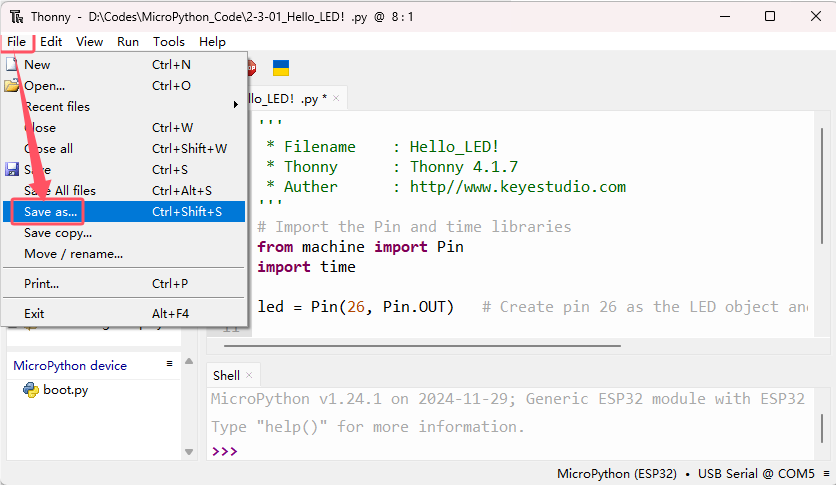 Thonny - D:\Codes\MicroPython_Code\2-3-01_Hello_LED! .py @ 8 : 1
File Edit View Run Tools Help
New Ctrl+N
Open... Ctrl+O
Recent files
Close Ctrl+W
Close all Ctrl+Shift+W
Save Ctrl+S
Save All files Ctrl+Alt+S
Save as... Ctrl+Shift+S
Save copy...
Move / rename...
Print... Ctrl+P
Exit Alt+F4
llo_LED! .py *
'''
* Filename : Hello_LED!
* Thonny : Thonny 4.1.7
* Auther : http//www.keyestudio.com
'''
# Import the Pin and time libraries
from machine import Pin
import time
led = Pin(26, Pin.OUT) # Create pin 26 as the LED object an
11
MicroPython device
boot.py
Shell
MicroPython v1.24.1 on 2024-11-29; Generic ESP32 module with ESP32
Type "help()" for more information.
>>>
MicroPython (ESP32) • USB Serial @ COM5